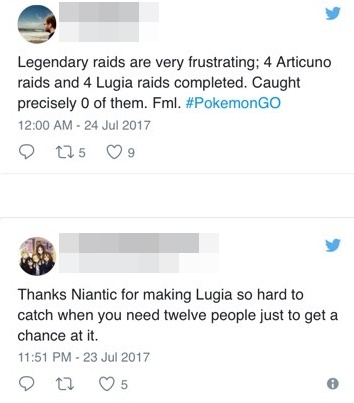 Legendary raids are very frustrating; 4 Articuno
raids and 4 Lugia raids completed. Caught
precisely 0 of them. Fml. #PokemonGO
12:00 AM - 24 Jul 2017
5 9
Thanks Niantic for making Lugia so hard to
catch when you need twelve people just to get a
chance at it.
11:51 PM - 23 Jul 2017
5